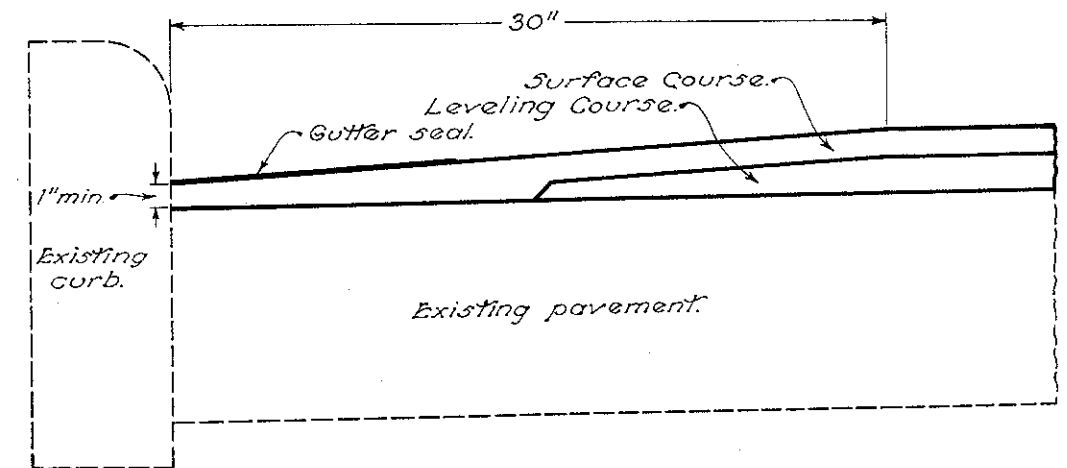 30"
Surface Course.
Leveling Course.
Gutter seal.
1"min.
Existing
curb.
Existing pavement.